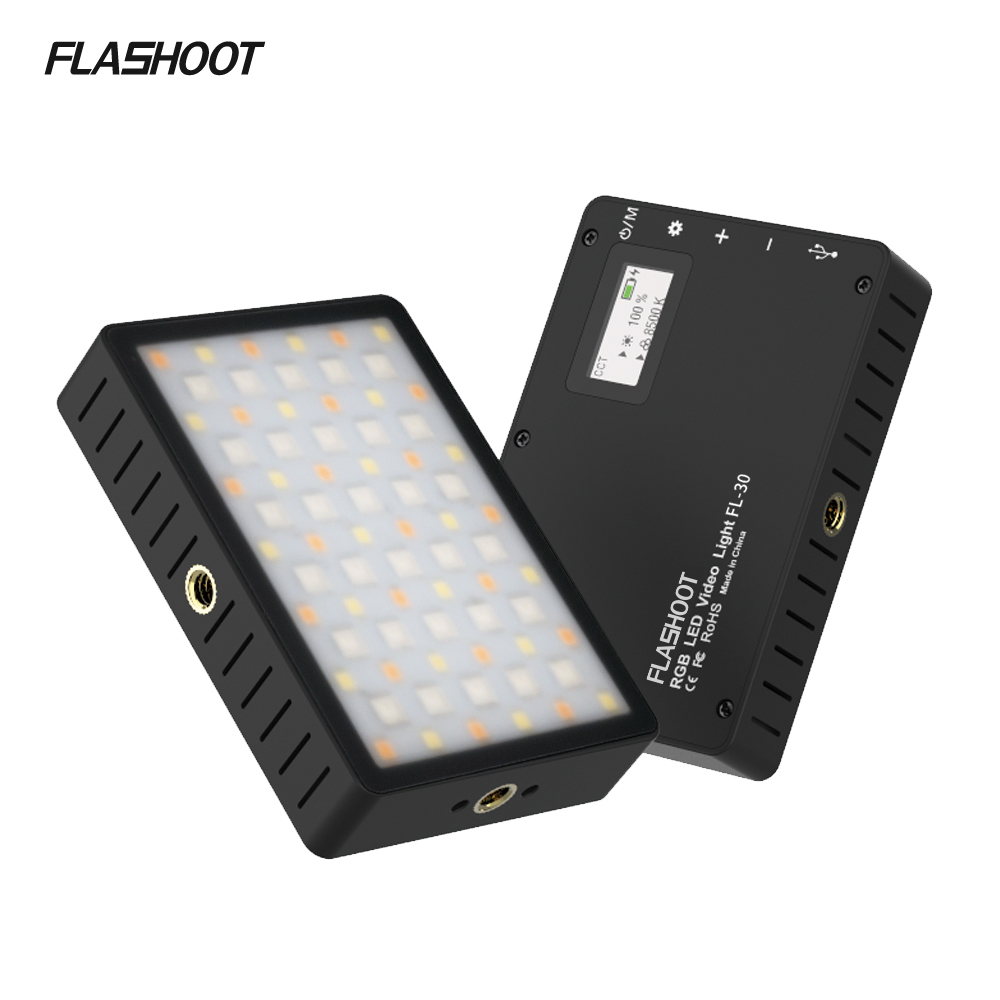 FLASHOOT
⏻/M
+
−
100 %
8500 K
CCT
FLASHOOT
RGB LED Video Light FL-30
CE FC RoHS Made in China